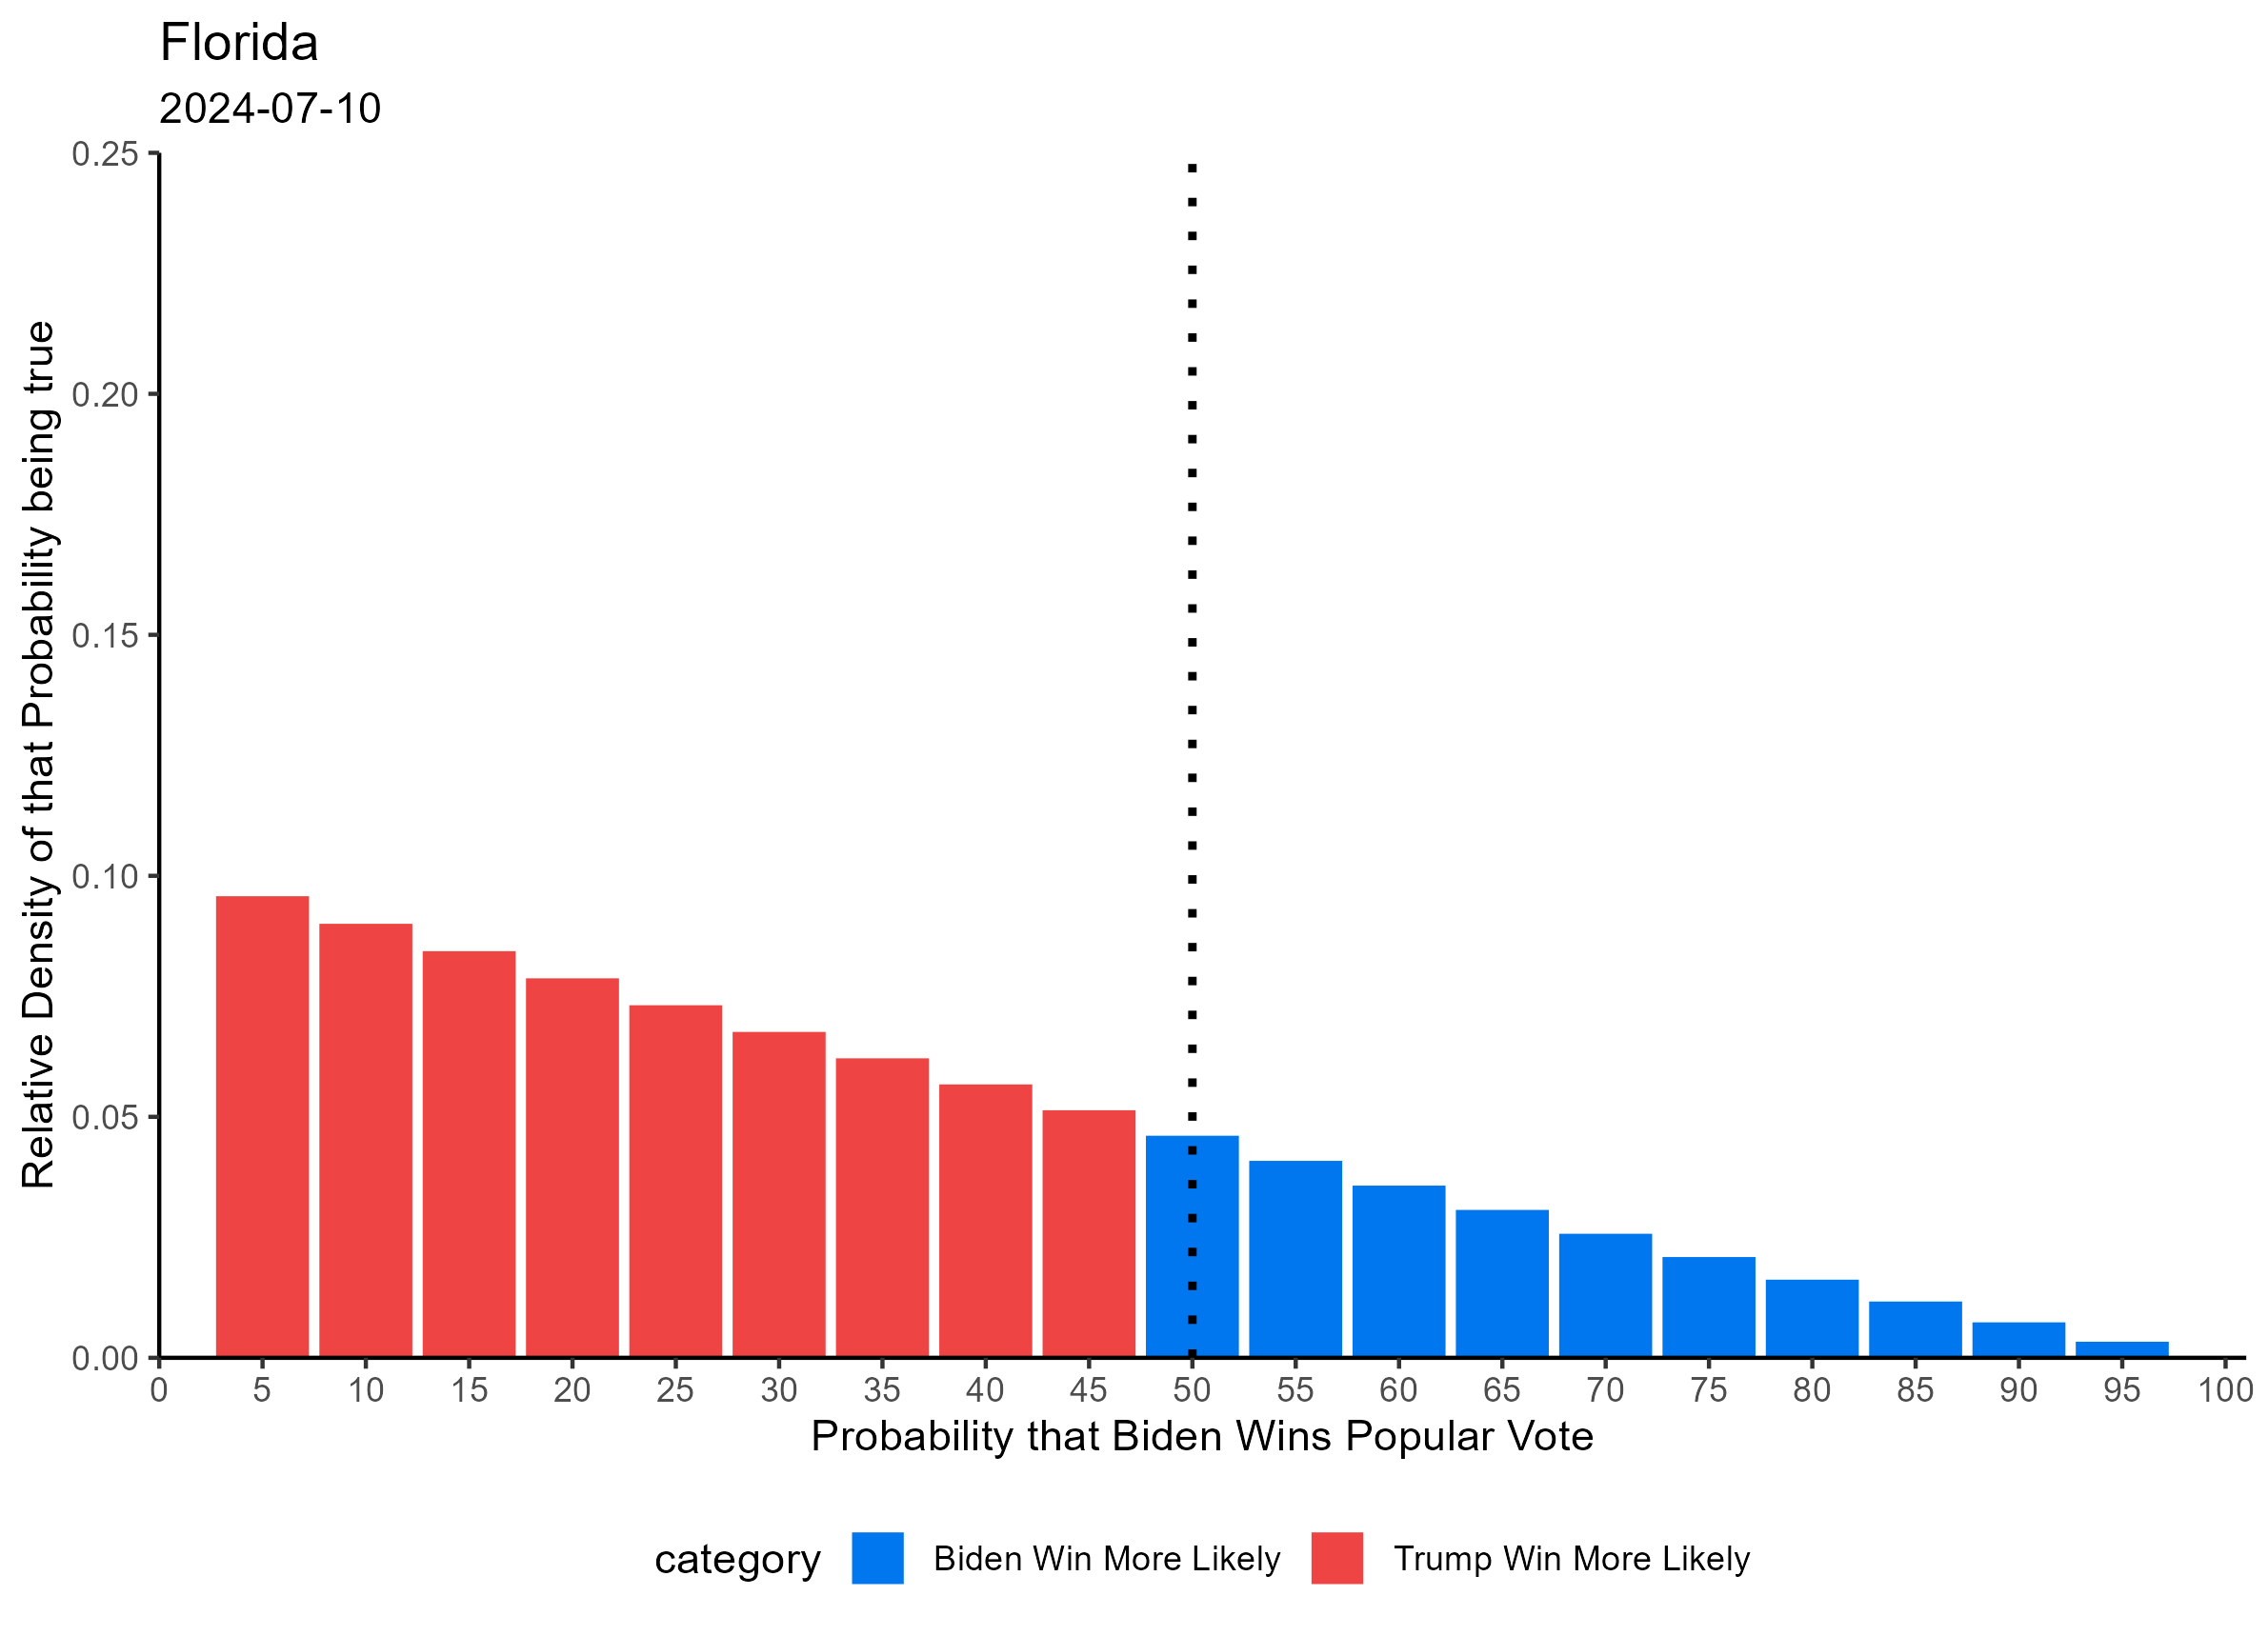 Florida
2024-07-10
Relative Density of that Probability being true
0.25
0.20
0.15
0.10
0.05
0.00
0 5 10 15 20 25 30 35 40 45 50 55 60 65 70 75 80 85 90 95 100
Probability that Biden Wins Popular Vote
category Biden Win More Likely Trump Win More Likely